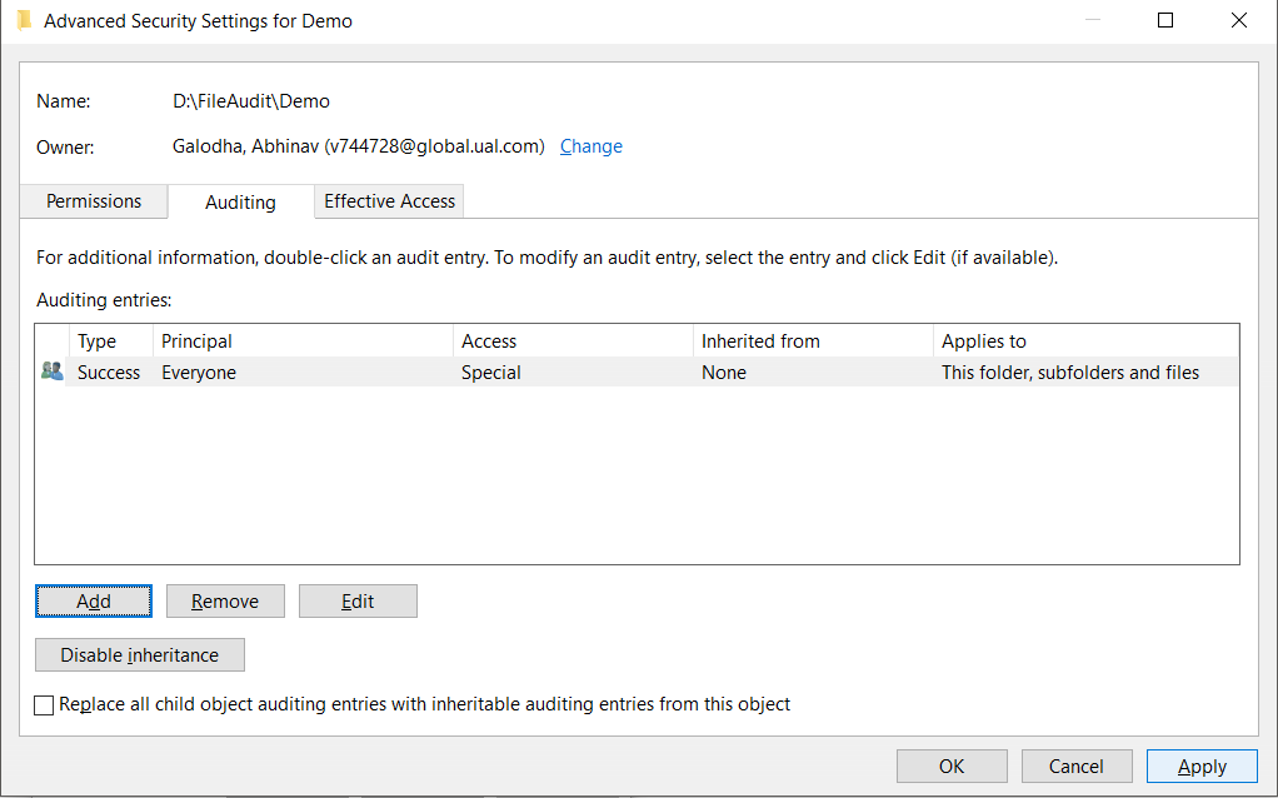 Advanced Security Settings for Demo
Name: D:\FileAudit\Demo
Owner: Galodha, Abhinav (v744728@global.ual.com) Change
Permissions Auditing Effective Access
For additional information, double-click an audit entry. To modify an audit entry, select the entry and click Edit (if available).
Auditing entries:
Type Principal Access Inherited from Applies to
Success Everyone Special None This folder, subfolders and files
Add Remove Edit
Disable inheritance
Replace all child object auditing entries with inheritable auditing entries from this object
OK Cancel Apply